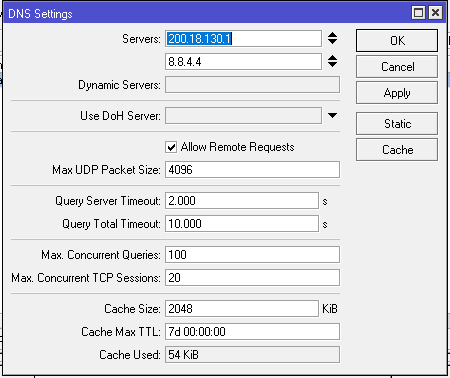 DNS Settings
Servers: 200.18.130.1
8.8.4.4
Dynamic Servers:
Use DoH Server:
Allow Remote Requests
Max UDP Packet Size: 4096
Query Server Timeout: 2.000 s
Query Total Timeout: 10.000 s
Max. Concurrent Queries: 100
Max. Concurrent TCP Sessions: 20
Cache Size: 2048 KiB
Cache Max TTL: 7d 00:00:00
Cache Used: 54 KiB
OK
Cancel
Apply
Static
Cache